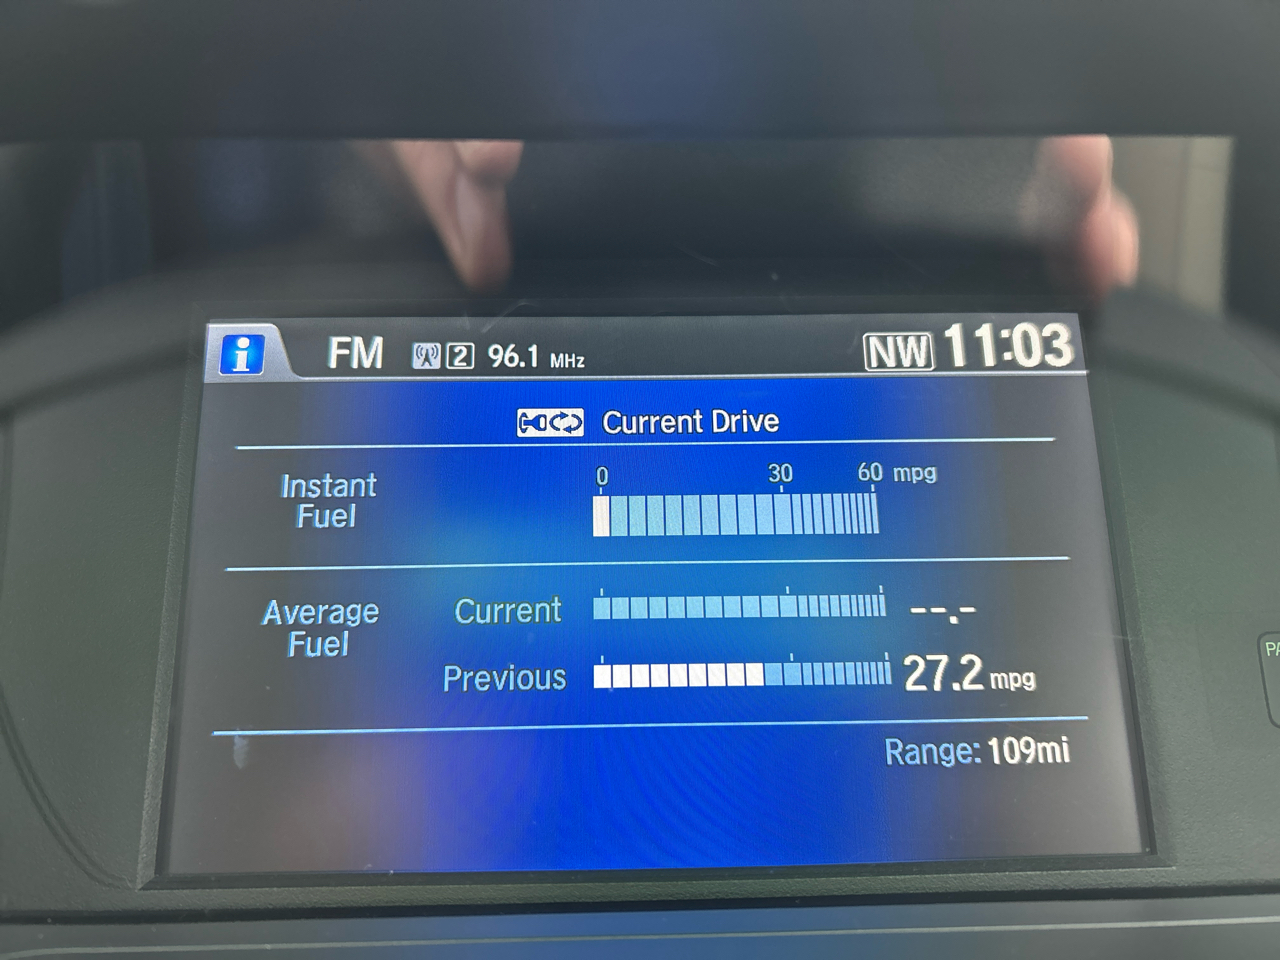 i FM 2 96.1 MHz NW 11:03
Current Drive
0 30 60 mpg
Instant
Fuel
Average
Fuel
Current --.-
Previous 27.2 mpg
Range: 109mi
PA